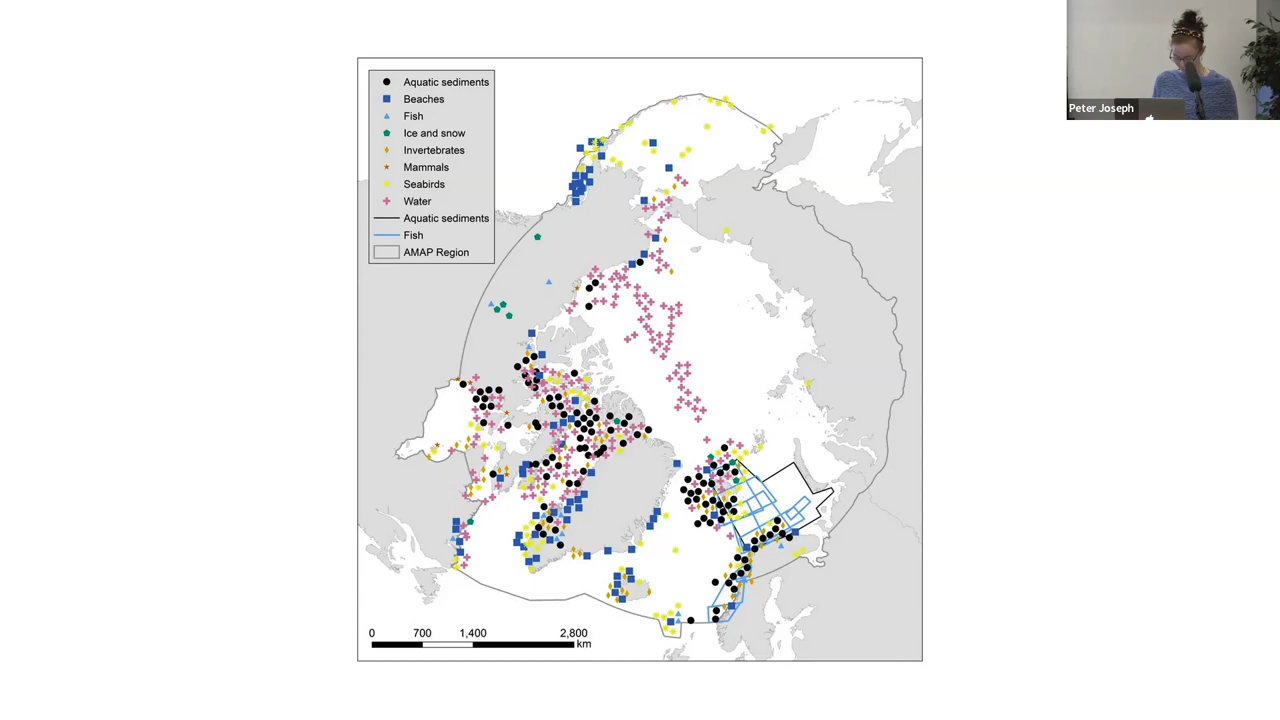 Aquatic sediments
Beaches
Fish
Ice and snow
Invertebrates
Mammals
Seabirds
Water
Aquatic sediments
Fish
AMAP Region
0 700 1,400 2,800
km
Peter Joseph